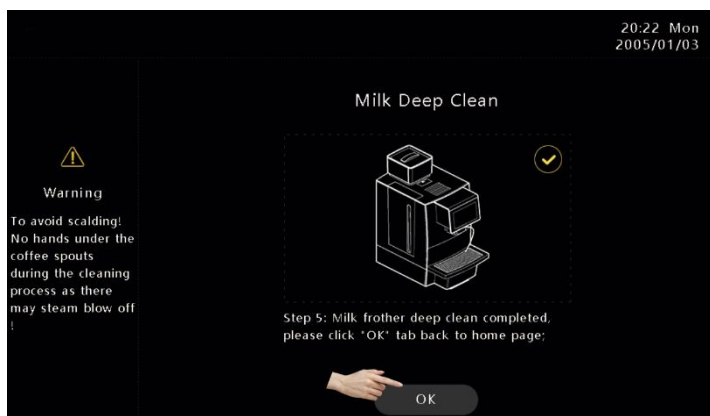 20:22 Mon
2005/01/03
Milk Deep Clean
Warning
To avoid scalding!
No hands under the
coffee spouts
during the cleaning
process as there
may steam blow off
!
Step 5: Milk frother deep clean completed,
please click "OK" tab back to home page;
OK